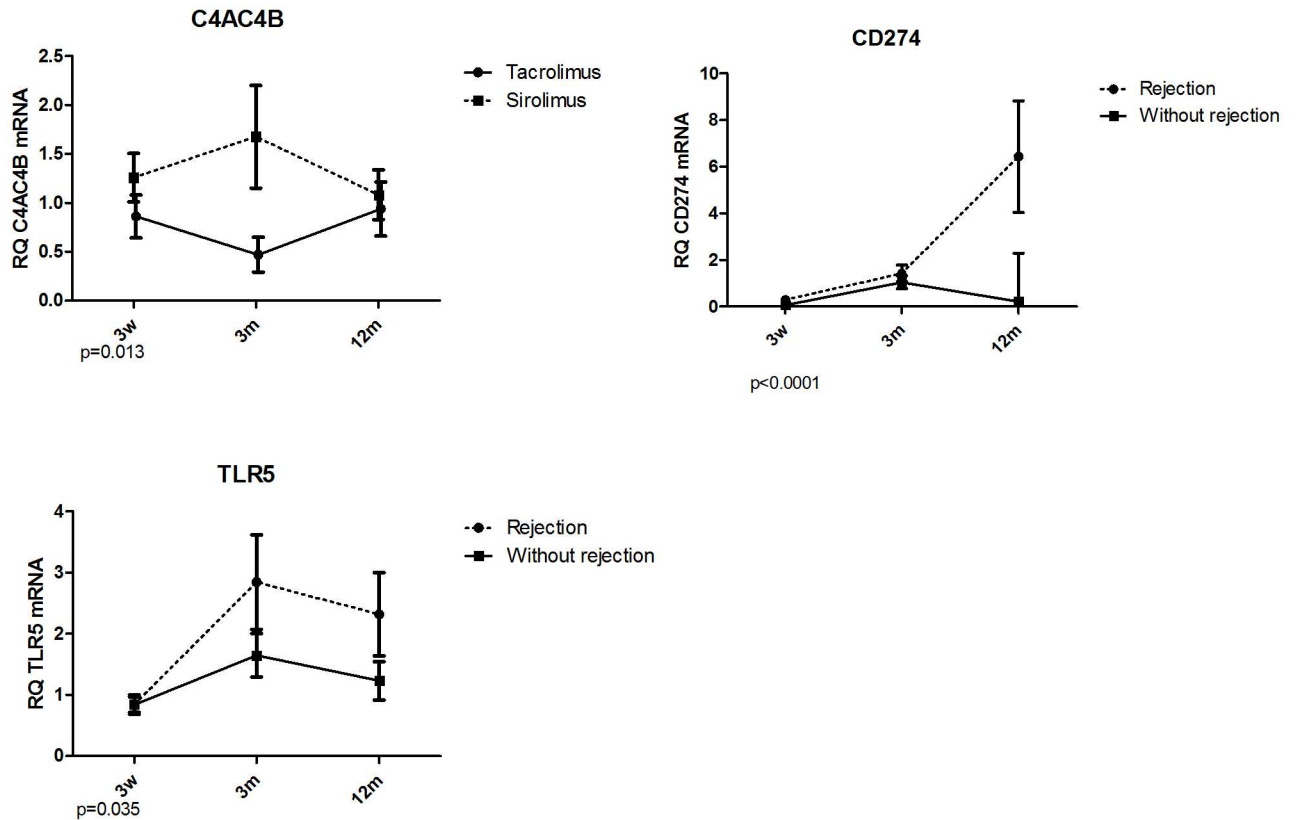 C4AC4B
RQ C4AC4B mRNA
2.5
2.0
1.5
1.0
0.5
0.0
3w
3m
12m
p=0.013
Tacrolimus
Sirolimus
CD274
RQ CD274 mRNA
10
8
6
4
2
0
3w
3m
12m
p<0.0001
Rejection
Without rejection
TLR5
RQ TLR5 mRNA
4
3
2
1
0
3w
3m
12m
p=0.035
Rejection
Without rejection